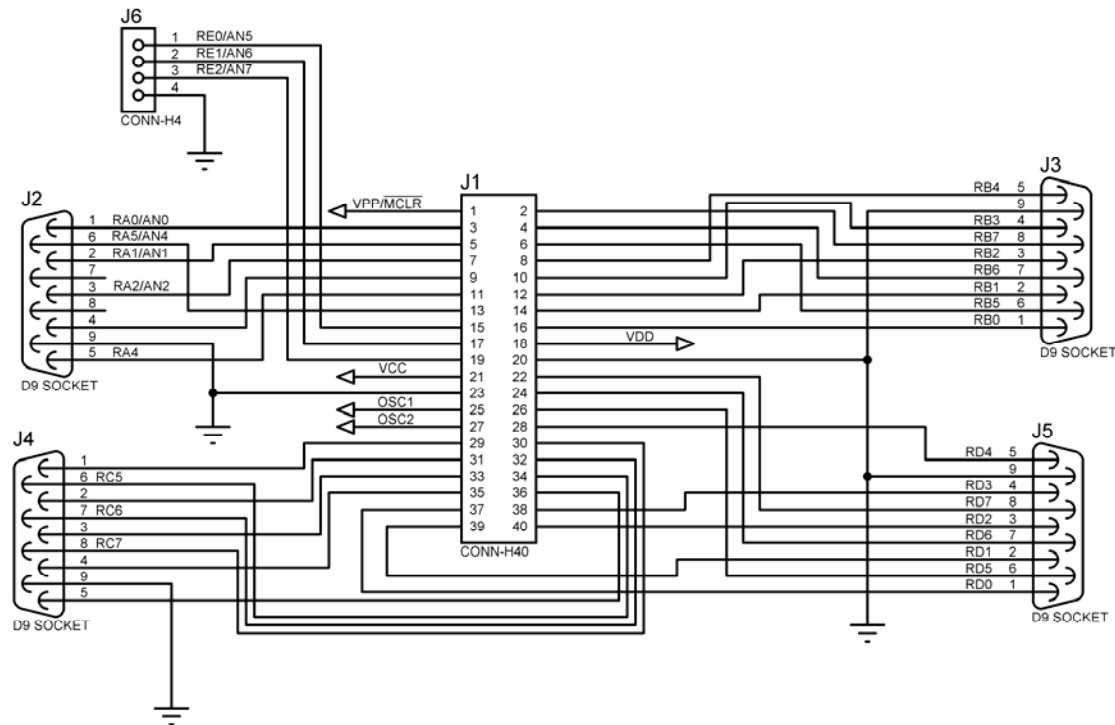 J6
1 RE0/AN5
2 RE1/AN6
3 RE2/AN7
4
CONN-H4
J2
1 RA0/AN0
6 RA5/AN4
2 RA1/AN1
7
3 RA2/AN2
8
4
9
5 RA4
D9 SOCKET
J4
1
6 RC5
2
7 RC6
3
8 RC7
4
9
5
D9 SOCKET
VPP/MCLR
VCC
OSC1
OSC2
J1
1 2
3 4
5 6
7 8
9 10
11 12
13 14
15 16
17 18
19 20
21 22
23 24
25 26
27 28
29 30
31 32
33 34
35 36
37 38
39 40
CONN-H40
VDD
J3
RB4 5
9
RB3 4
RB7 8
RB2 3
RB6 7
RB1 2
RB5 6
RB0 1
D9 SOCKET
J5
RD4 5
9
RD3 4
RD7 8
RD2 3
RD6 7
RD1 2
RD5 6
RD0 1
D9 SOCKET